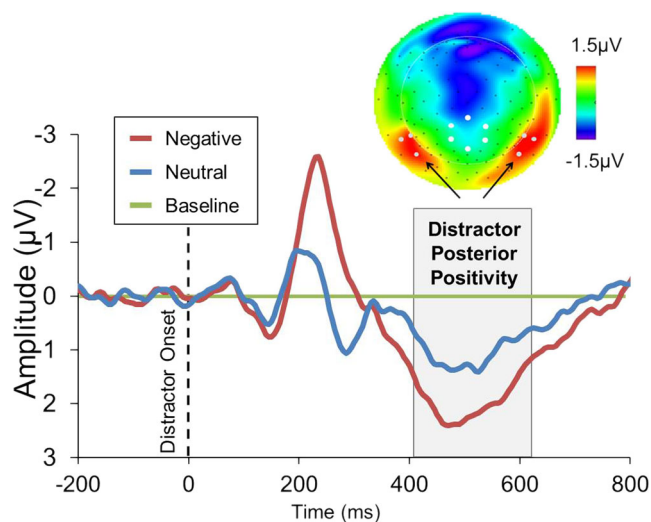 1.5µV
-1.5µV
Negative
Neutral
Baseline
Distractor
Posterior
Positivity
Distractor Onset
Amplitude (µV)
-3
-2
-1
0
1
2
3
-200
0
200
400
600
800
Time (ms)